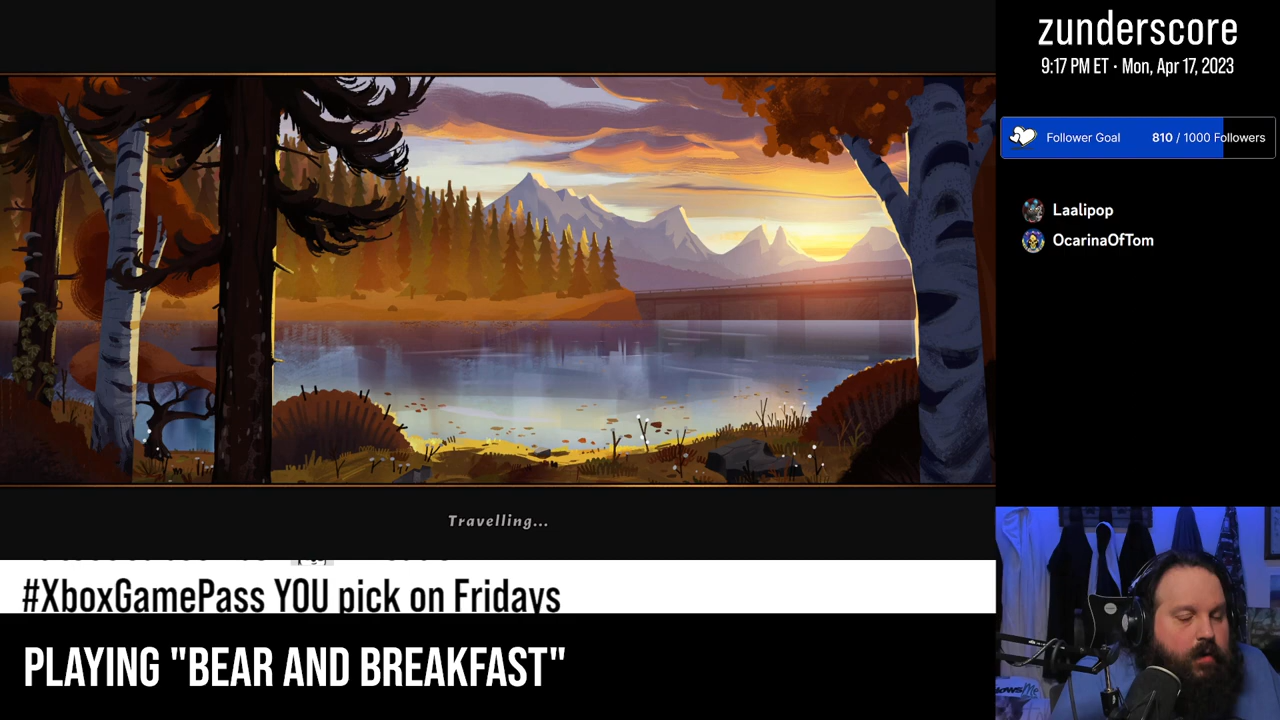 zunderscore
9:17 PM ET · Mon, Apr 17, 2023
Follower Goal 810 / 1000 Followers
Laalipop
OcarinaOfTom
Travelling...
#XboxGamePass YOU pick on Fridays
PLAYING "BEAR AND BREAKFAST"